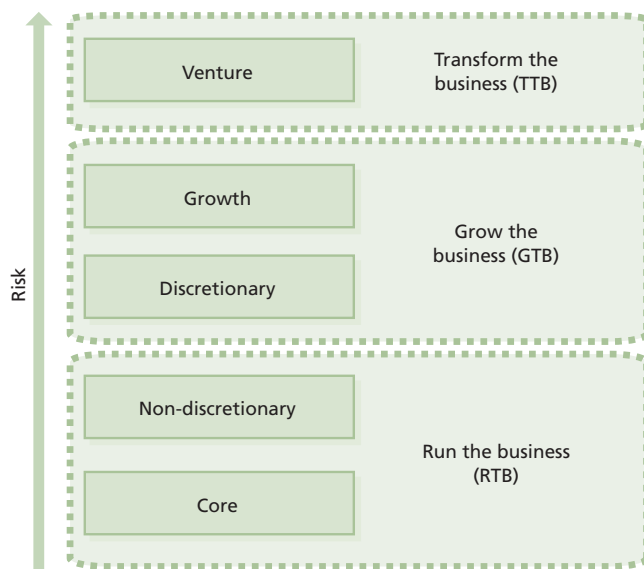 Venture
Transform the
business (TTB)
Growth
Discretionary
Grow the
business (GTB)
Non-discretionary
Core
Run the business
(RTB)
Risk